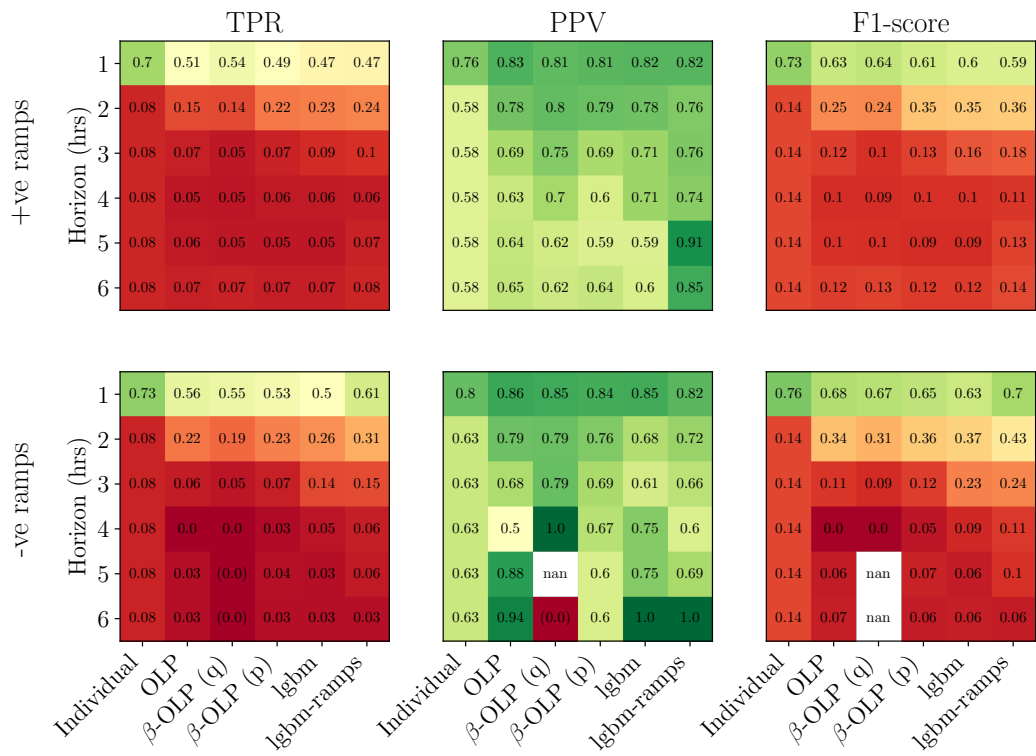 TPR PPV F1-score
+ve ramps
Horizon (hrs)
1 0.7 0.51 0.54 0.49 0.47 0.47 0.76 0.83 0.81 0.81 0.82 0.82 0.73 0.63 0.64 0.61 0.6 0.59
2 0.08 0.15 0.14 0.22 0.23 0.24 0.58 0.78 0.8 0.79 0.78 0.76 0.14 0.25 0.24 0.35 0.35 0.36
3 0.08 0.07 0.05 0.07 0.09 0.1 0.58 0.69 0.75 0.69 0.71 0.76 0.14 0.12 0.1 0.13 0.16 0.18
4 0.08 0.05 0.05 0.06 0.06 0.06 0.58 0.63 0.7 0.6 0.71 0.74 0.14 0.1 0.09 0.1 0.1 0.11
5 0.08 0.06 0.05 0.05 0.05 0.07 0.58 0.64 0.62 0.59 0.59 0.91 0.14 0.1 0.1 0.09 0.09 0.13
6 0.08 0.07 0.07 0.07 0.07 0.08 0.58 0.65 0.62 0.64 0.6 0.85 0.14 0.12 0.13 0.12 0.12 0.14
-ve ramps
Horizon (hrs)
1 0.73 0.56 0.55 0.53 0.5 0.61 0.8 0.86 0.85 0.84 0.85 0.82 0.76 0.68 0.67 0.65 0.63 0.7
2 0.08 0.22 0.19 0.23 0.26 0.31 0.63 0.79 0.79 0.76 0.68 0.72 0.14 0.34 0.31 0.36 0.37 0.43
3 0.08 0.06 0.05 0.07 0.14 0.15 0.63 0.68 0.79 0.69 0.61 0.66 0.14 0.11 0.09 0.12 0.23 0.24
4 0.08 0.0 0.0 0.03 0.05 0.06 0.63 0.5 1.0 0.67 0.75 0.6 0.14 0.0 0.0 0.05 0.09 0.11
5 0.08 0.03 (0.0) 0.04 0.03 0.06 0.63 0.88 nan 0.6 0.75 0.69 0.14 0.06 nan 0.07 0.06 0.1
6 0.08 0.03 (0.0) 0.03 0.03 0.03 0.63 0.94 (0.0) 0.6 1.0 1.0 0.14 0.07 nan 0.06 0.06 0.06
Individual OLP β-OLP (q) β-OLP (p) lgbm lgbm-ramps Individual OLP β-OLP (q) β-OLP (p) lgbm lgbm-ramps Individual OLP β-OLP (q) β-OLP (p) lgbm lgbm-ramps